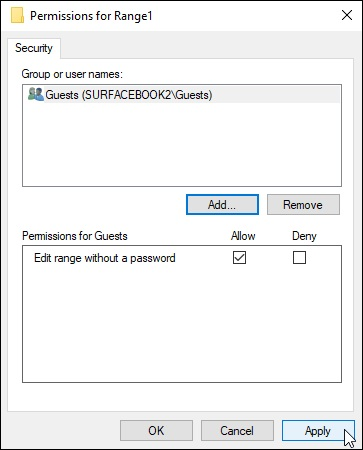 Permissions for Range1
Security
Group or user names:
Guests (SURFACEBOOK2\Guests)
Add... Remove
Permissions for Guests Allow Deny
Edit range without a password
OK Cancel Apply